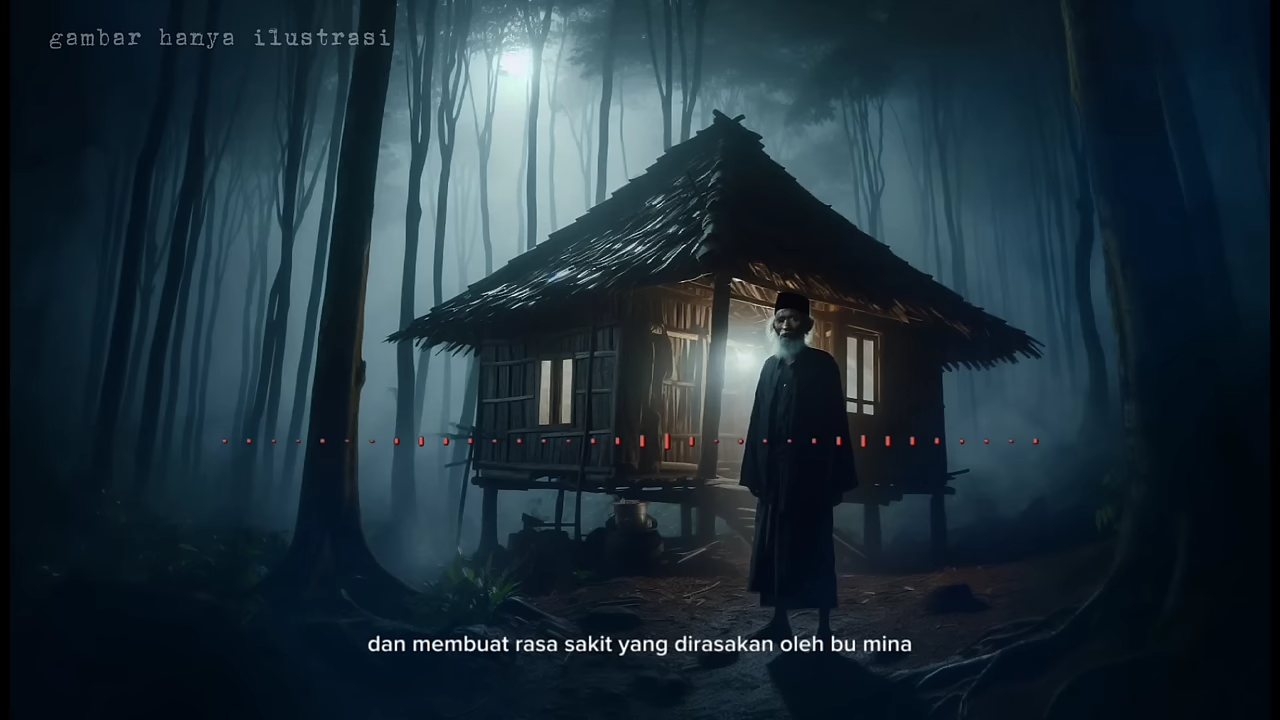 gambar hanya ilustrasi
dan membuat rasa sakit yang dirasakan oleh bu mina